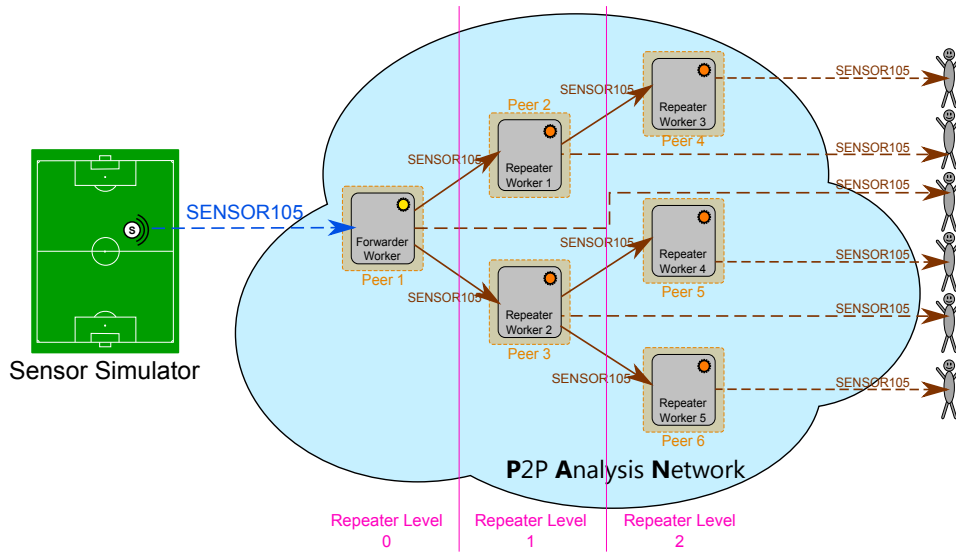 SENSOR105
S
Sensor Simulator
Forwarder
Worker
Peer 1
SENSOR105
SENSOR105
Peer 2
Repeater
Worker 1
Repeater
Worker 2
Peer 3
SENSOR105
SENSOR105
SENSOR105
Repeater
Worker 3
Peer 4
Repeater
Worker 4
Peer 5
Repeater
Worker 5
Peer 6
SENSOR105
SENSOR105
SENSOR105
SENSOR105
SENSOR105
SENSOR105
P2P Analysis Network
Repeater Level
0
Repeater Level
1
Repeater Level
2